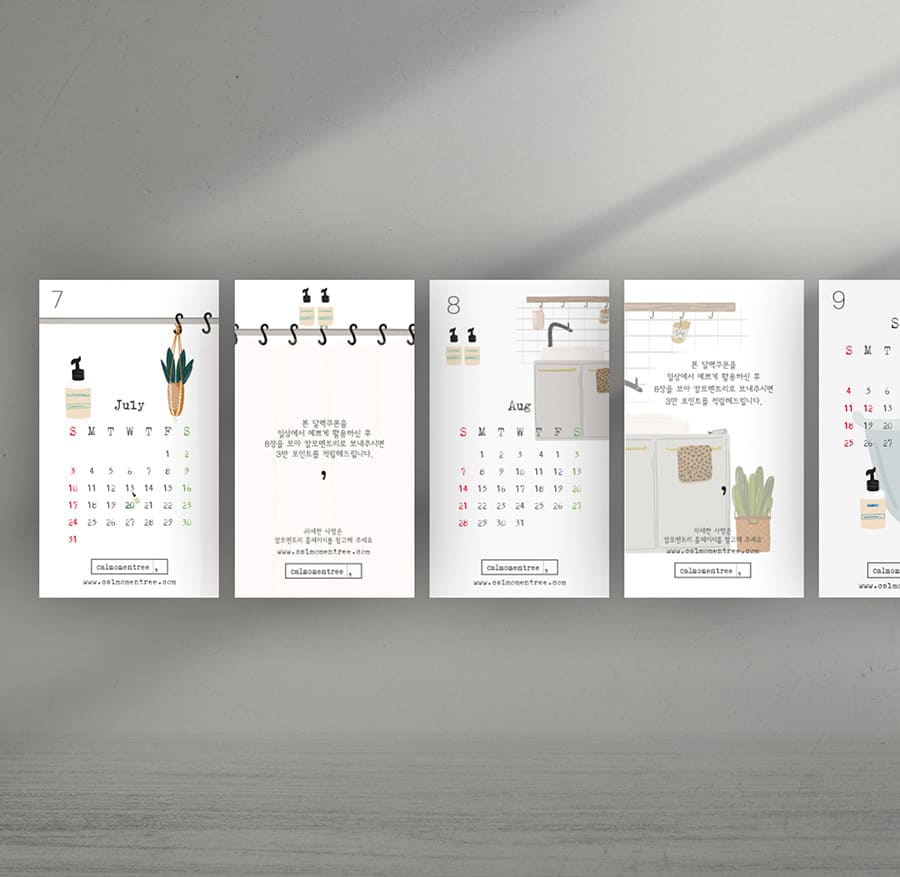 7
July
S M T W T F S
1 2
3 4 5 6 7 8 9
10 11 12 13 14 15 16
17 18 19 20 21 22 23
24 25 26 27 28 29 30
31
calmomentree,
www.calmomentree.com
본 달력쿠폰을
일상에서 예쁘게 활용하신 후
8장을 모아 캄모멘트리로 보내주시면
3만 포인트를 적립해드립니다.
,
자세한 사항은
캄모멘트리 홈페이지를 참고해 주세요
www.calmomentree.com
calmomentree,
8
Aug
S M T W T F S
1 2 3 4 5 6
7 8 9 10 11 12 13
14 15 16 17 18 19 20
21 22 23 24 25 26 27
28 29 30 31
calmomentree,
www.calmomentree.com
본 달력쿠폰을
일상에서 예쁘게 활용하신 후
8장을 모아 캄모멘트리로 보내주시면
3만 포인트를 적립해드립니다.
,
자세한 사항은
캄모멘트리 홈페이지를 참고해 주세요
www.calmomentree.com
calmomentree,
9
S M T
4 5 6
11 12 13
18 19 20
25 26 27